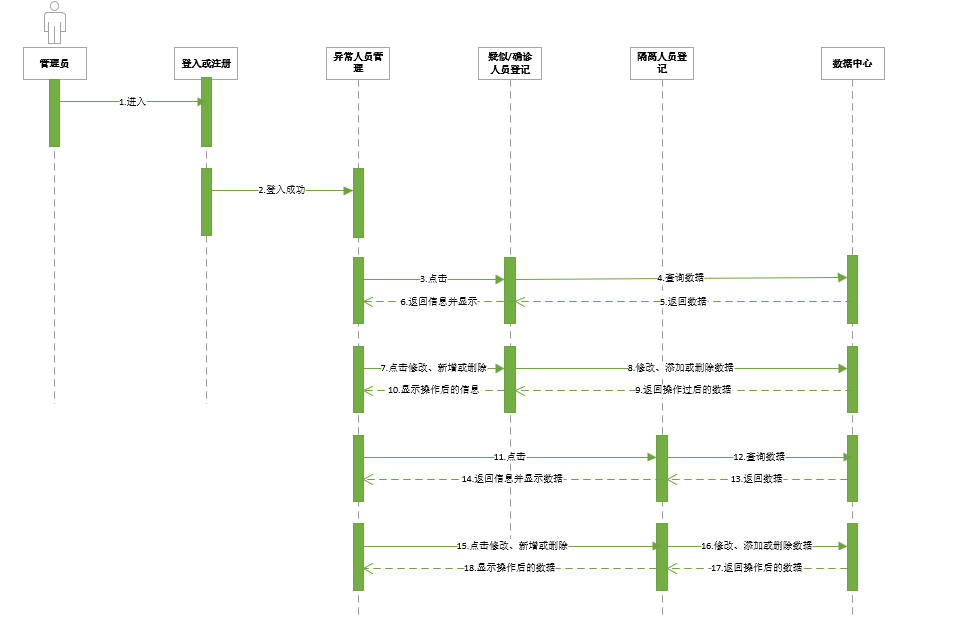 管理员
登入或注册
异常人员管
理
疑似/确诊
人员登记
隔离人员登
记
数据中心
1.进入
2.登入成功
3.点击
4.查询数据
6.返回信息并显示
5.返回数据
7.点击修改、新增或删除
8.修改、添加或删除数据
10.显示操作后的信息
9.返回操作过后的数据
11.点击
12.查询数据
14.返回信息并显示数据
13.返回数据
15.点击修改、新增或删除
16.修改、添加或删除数据
18.显示操作后的数据
17.返回操作后的数据